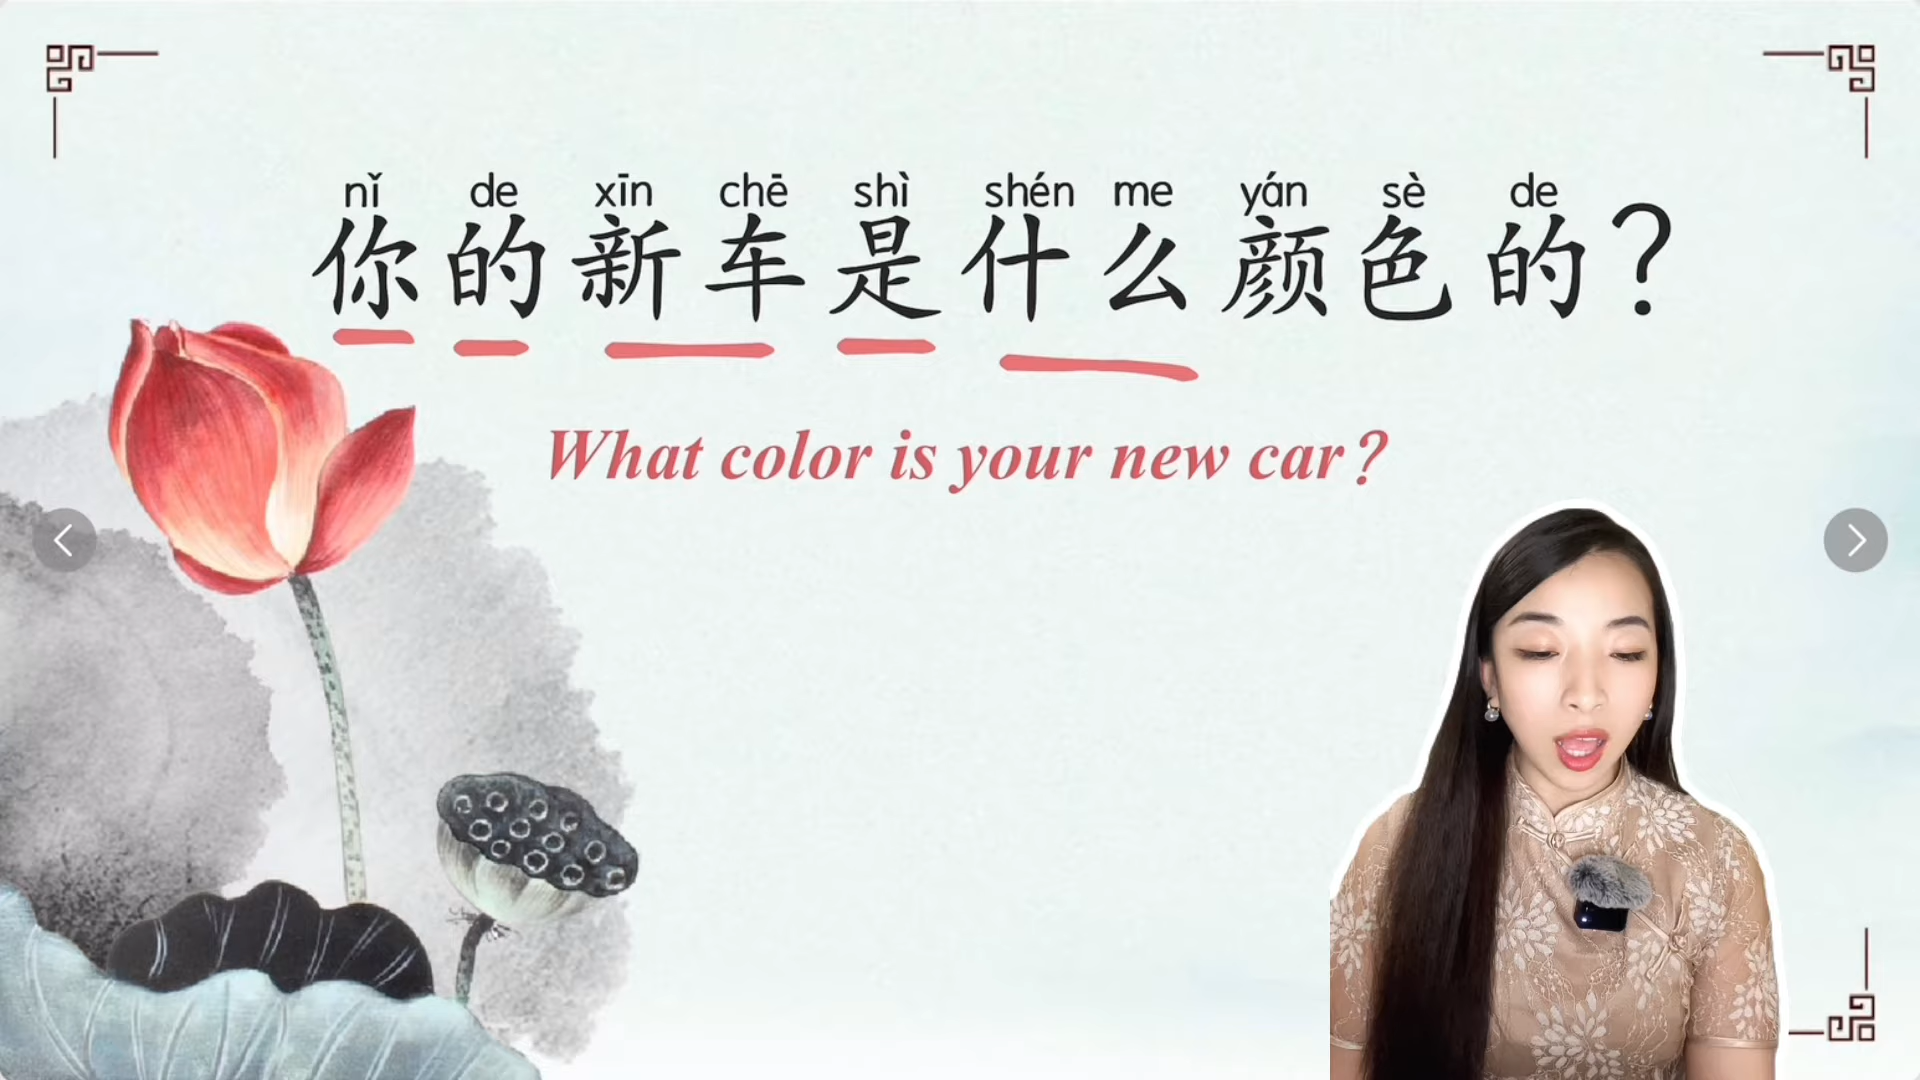 nǐ de xīn chē shì shén me yán sè de
你的新车是什么颜色的?
What color is your new car?